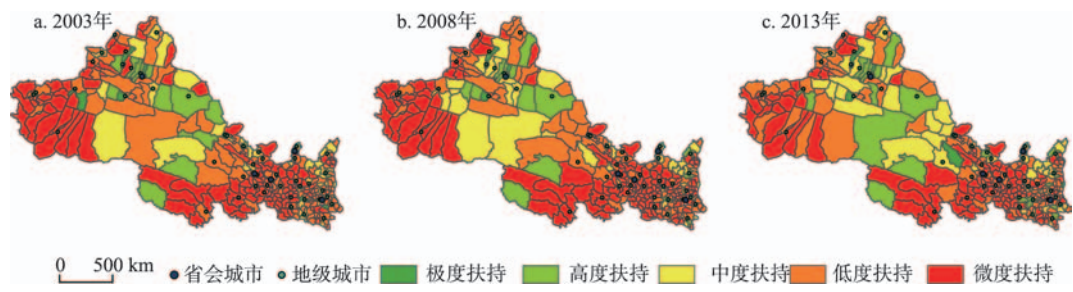 a. 2003年 b. 2008年 c. 2013年
0 500 km 省会城市 地级城市 极度扶持 高度扶持 中度扶持 低度扶持 微度扶持